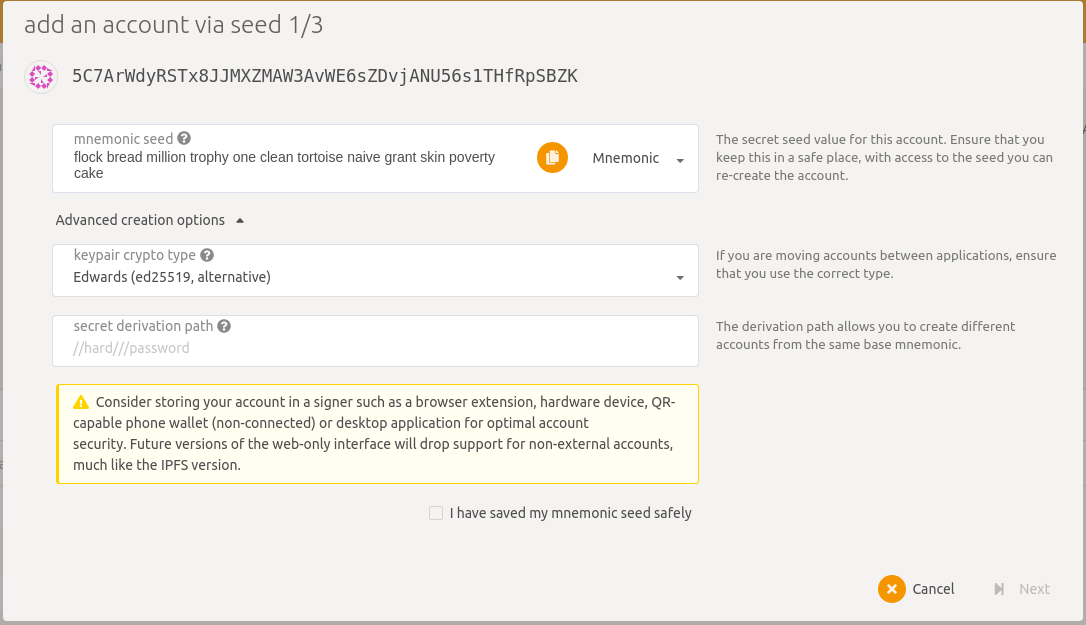 add an account via seed 1/3
5C7ArWdyRSTx8JJMXZMAW3AvWE6sZDvjANU56s1THfRpSBZK
mnemonic seed
flock bread million trophy one clean tortoise naive grant skin poverty
cake
Mnemonic
The secret seed value for this account. Ensure that you
keep this in a safe place, with access to the seed you can
re-create the account.
Advanced creation options
keypair crypto type
Edwards (ed25519, alternative)
If you are moving accounts between applications, ensure
that you use the correct type.
secret derivation path
//hard///password
The derivation path allows you to create different
accounts from the same base mnemonic.
Consider storing your account in a signer such as a browser extension, hardware device, QR-
capable phone wallet (non-connected) or desktop application for optimal account
security. Future versions of the web-only interface will drop support for non-external accounts,
much like the IPFS version.
I have saved my mnemonic seed safely
Cancel
Next